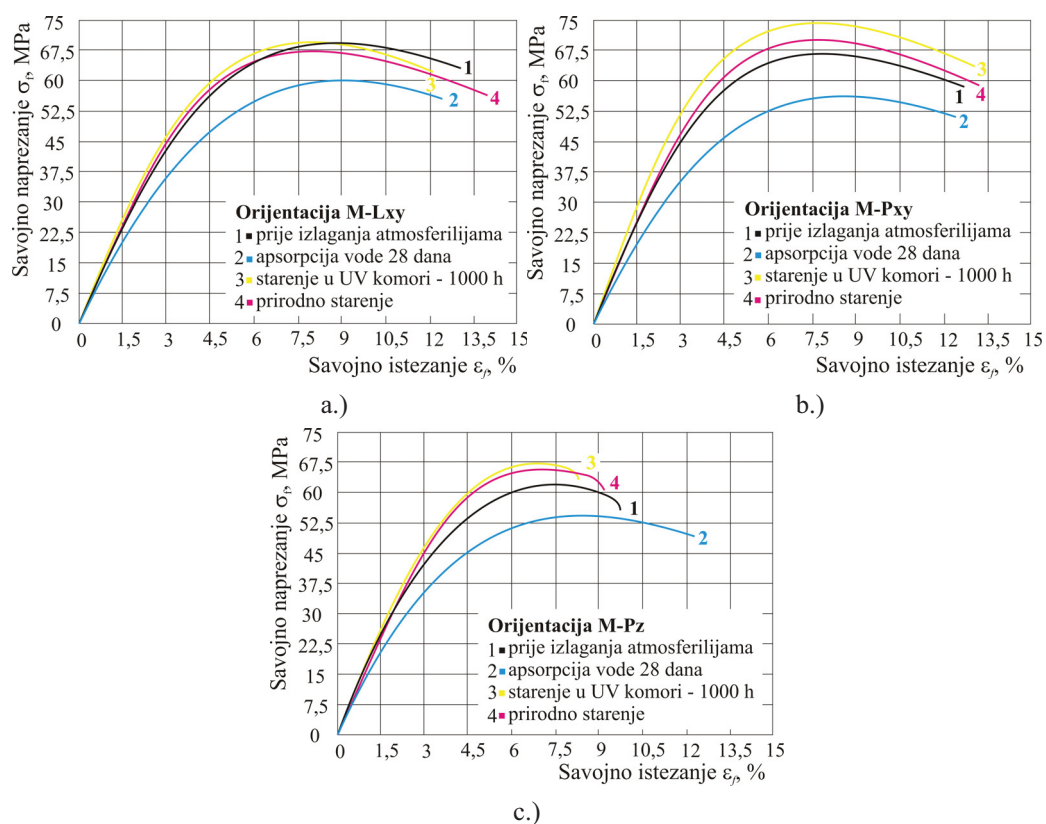 Savojno naprezanje σf, MPa
75
67,5
60
52,5
45
37,5
30
22,5
15
7,5
0
1
3
2
4
Orijentacija M-Lxy
1 prije izlaganja atmosferilijama
2 apsorpcija vode 28 dana
3 starenje u UV komori - 1000 h
4 prirodno starenje
0 1,5 3 4,5 6 7,5 9 10,5 12 13,5 15
Savojno istezanje εf, %
a.)
Savojno naprezanje σf, MPa
75
67,5
60
52,5
45
37,5
30
22,5
15
7,5
0
3
4
1
2
Orijentacija M-Pxy
1 prije izlaganja atmosferilijama
2 apsorpcija vode 28 dana
3 starenje u UV komori - 1000 h
4 prirodno starenje
0 1,5 3 4,5 6 7,5 9 10,5 12 13,5 15
Savojno istezanje εf, %
b.)
Savojno naprezanje σf, MPa
75
67,5
60
52,5
45
37,5
30
22,5
15
7,5
0
3
4
1
2
Orijentacija M-Pz
1 prije izlaganja atmosferilijama
2 apsorpcija vode 28 dana
3 starenje u UV komori - 1000 h
4 prirodno starenje
0 1,5 3 4,5 6 7,5 9 10,5 12 13,5 15
Savojno istezanje εf, %
c.)